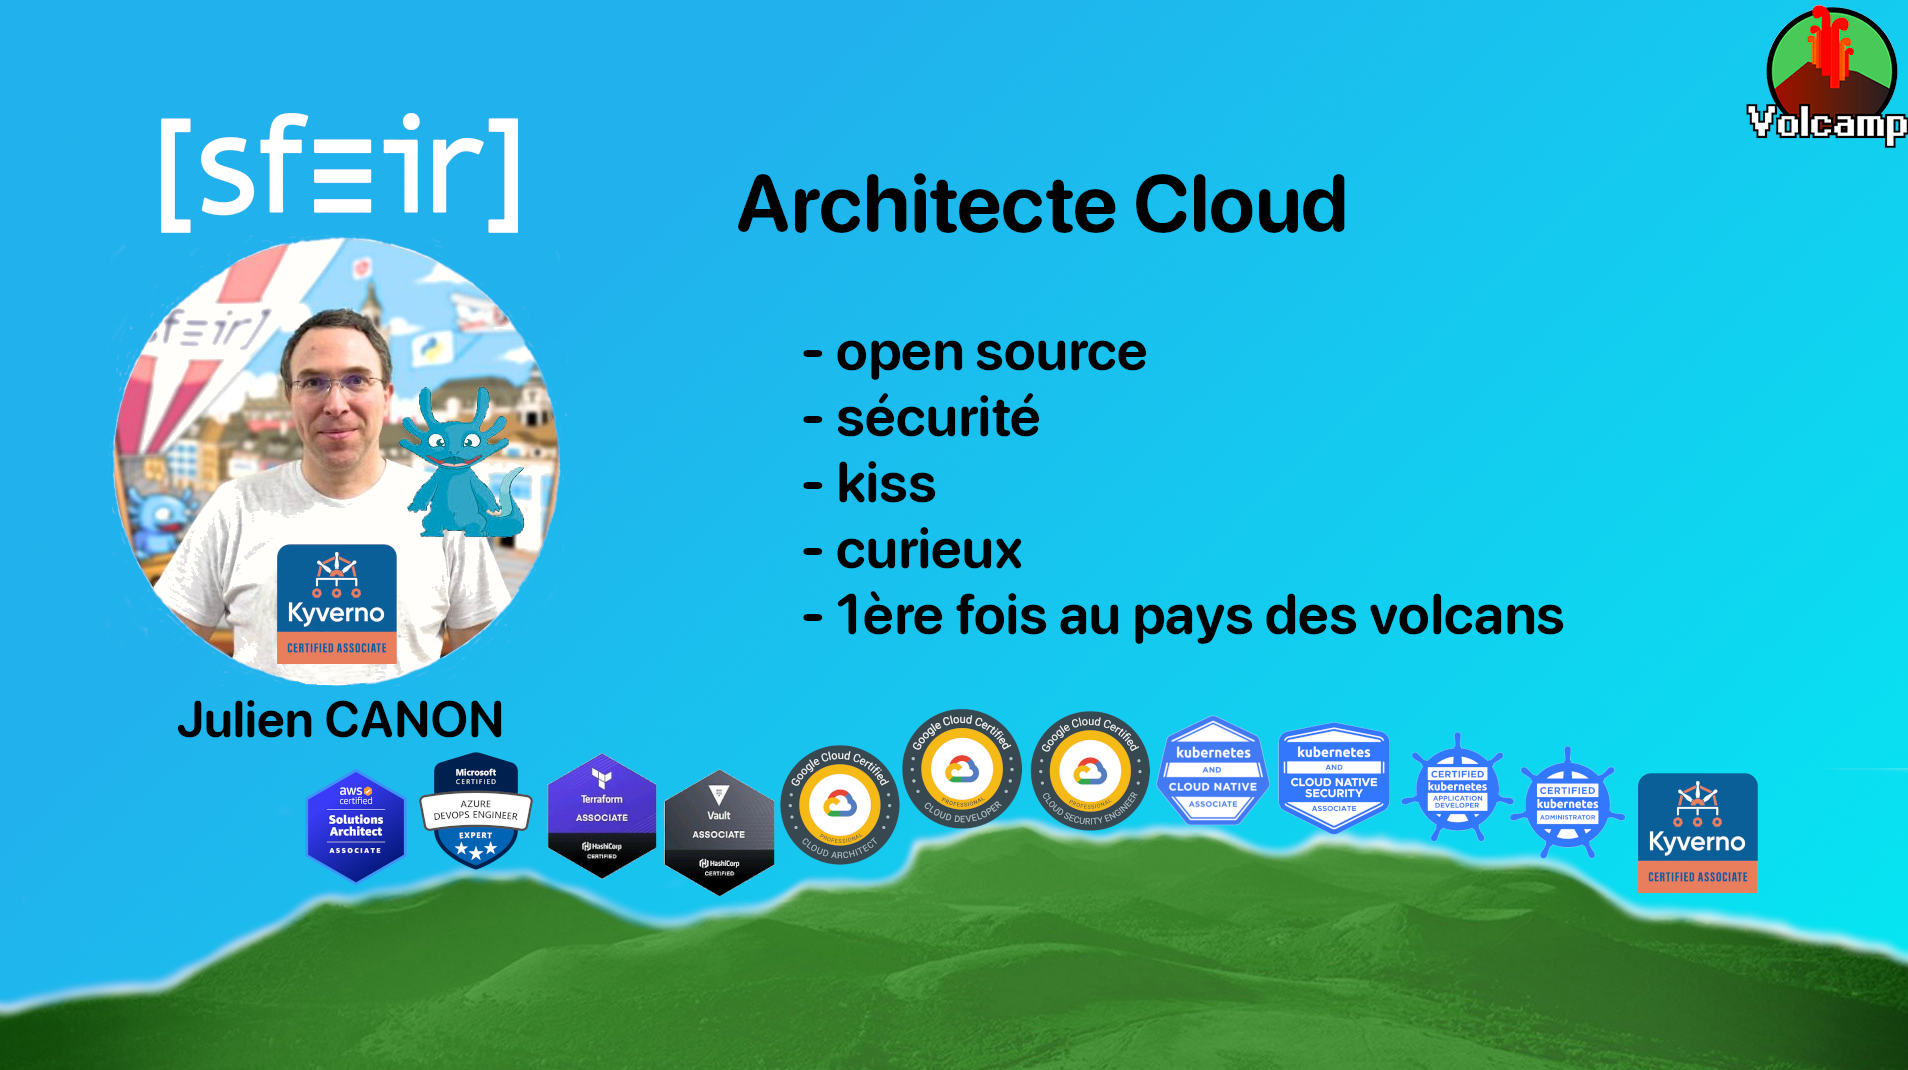 Volcamp
[sfeir]
Architecte Cloud
sfeir]
- open source
- sécurité
- kiss
- curieux
- 1ère fois au pays des volcans
Kyverno
CERTIFIED ASSOCIATE
Julien CANON
aws
certified
Solutions
Architect
ASSOCIATE
Microsoft
CERTIFIED
AZURE
DEVOPS ENGINEER
EXPERT
Terraform
ASSOCIATE
HashiCorp
CERTIFIED
Vault
ASSOCIATE
HashiCorp
CERTIFIED
Google Cloud Certified
PROFESSIONAL
CLOUD ARCHITECT
Google Cloud Certified
PROFESSIONAL
CLOUD DEVELOPER
Google Cloud Certified
PROFESSIONAL
CLOUD SECURITY ENGINEER
kubernetes
AND
CLOUD NATIVE
ASSOCIATE
kubernetes
AND
CLOUD NATIVE
SECURITY
ASSOCIATE
CERTIFIED
kubernetes
APPLICATION
DEVELOPER
CERTIFIED
kubernetes
ADMINISTRATOR
Kyverno
CERTIFIED ASSOCIATE